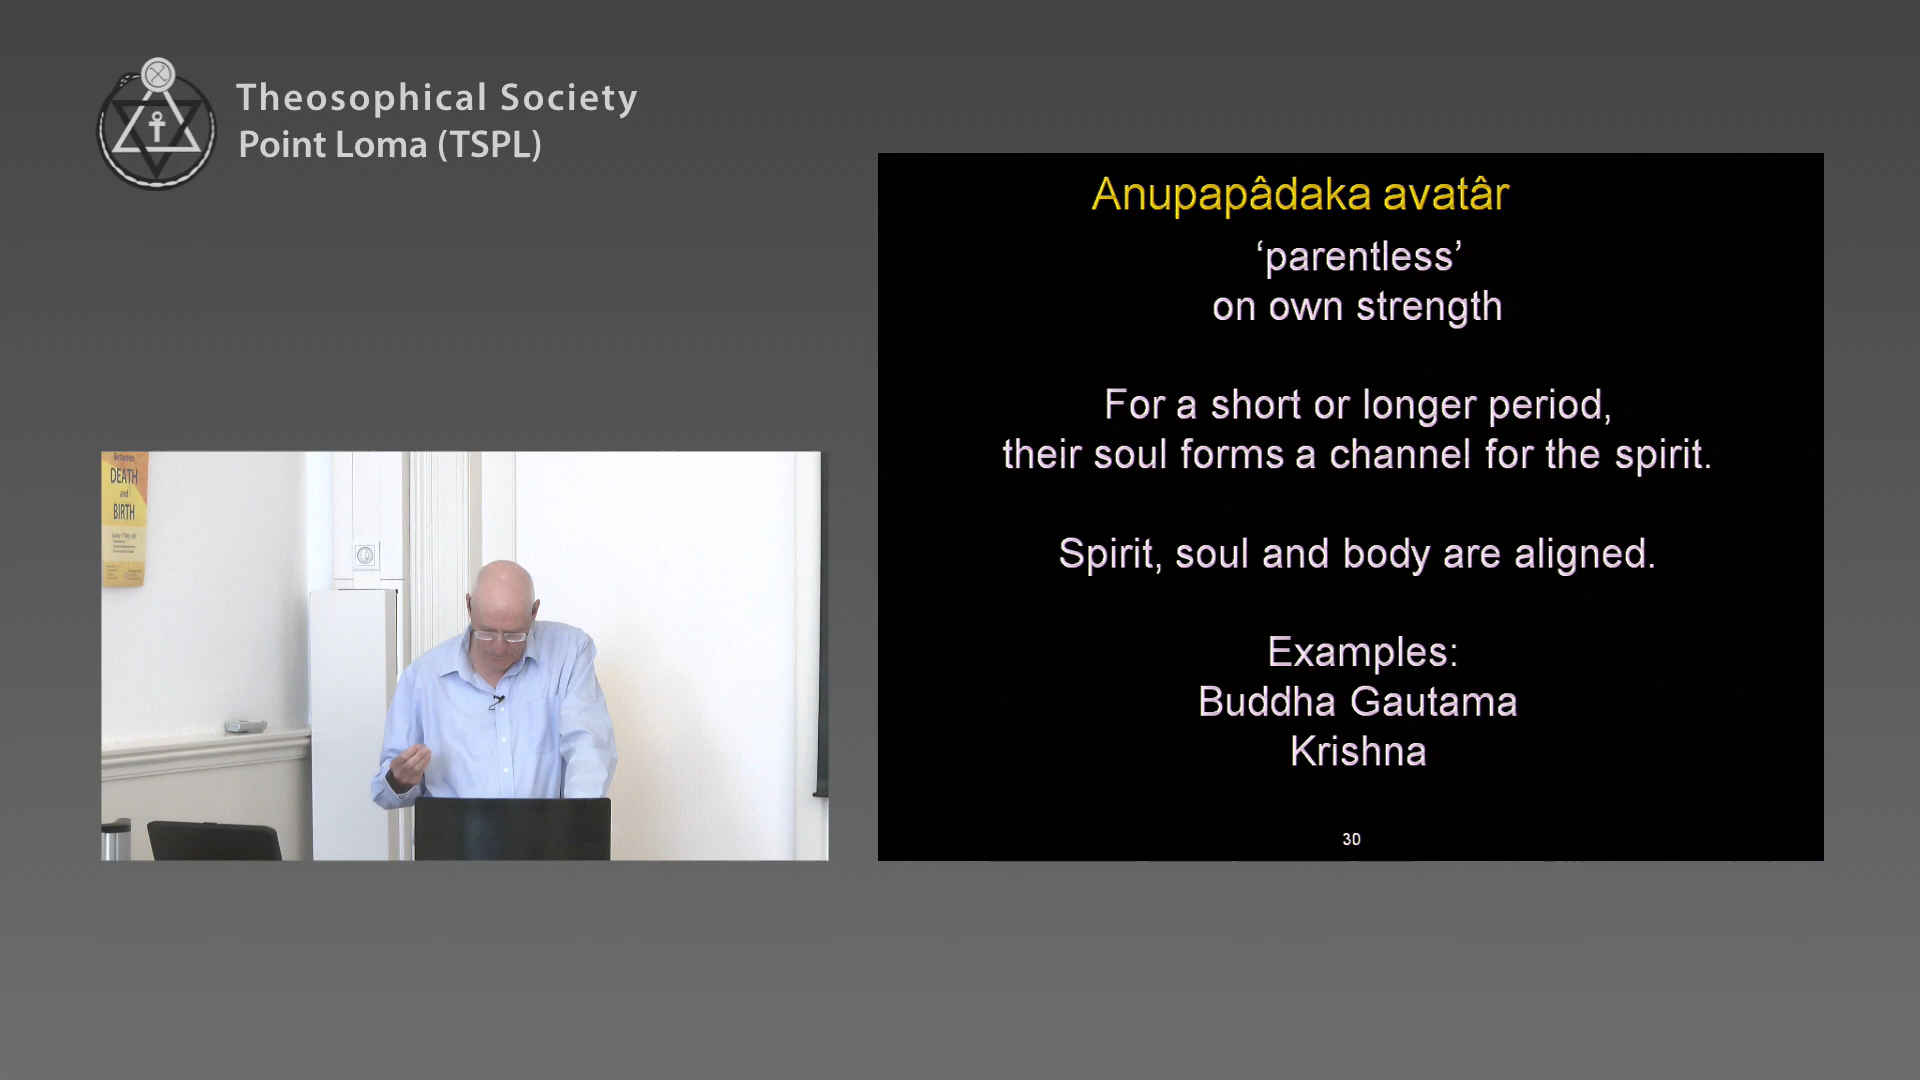 Theosophical Society
Point Loma (TSPL)
Anupapâdaka avatâr
‘parentless’
on own strength
For a short or longer period,
their soul forms a channel for the spirit.
Spirit, soul and body are aligned.
Examples:
Buddha Gautama
Krishna
30
Between
DEATH
and
BIRTH